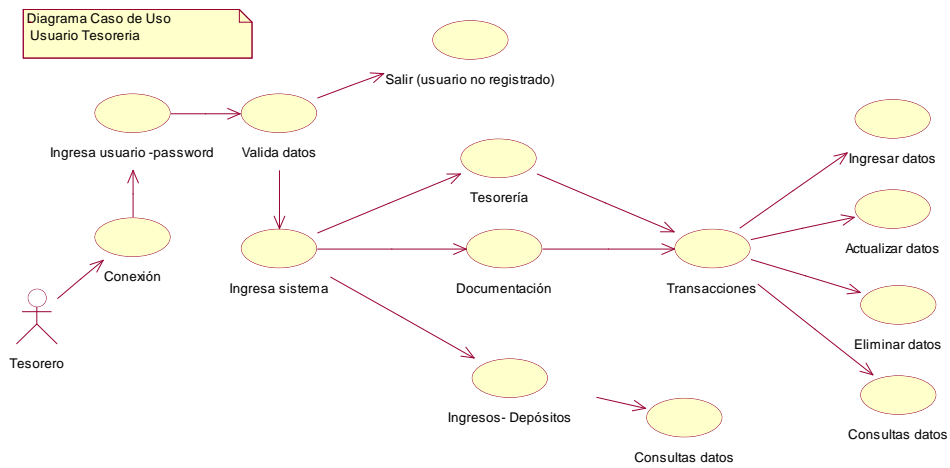 Diagrama Caso de Uso
Usuario Tesoreria
Salir (usuario no registrado)
Ingresa usuario -password
Valida datos
Ingresar datos
Tesorería
Actualizar datos
Conexión
Ingresa sistema
Documentación
Transacciones
Eliminar datos
Tesorero
Ingresos- Depósitos
Consultas datos
Consultas datos